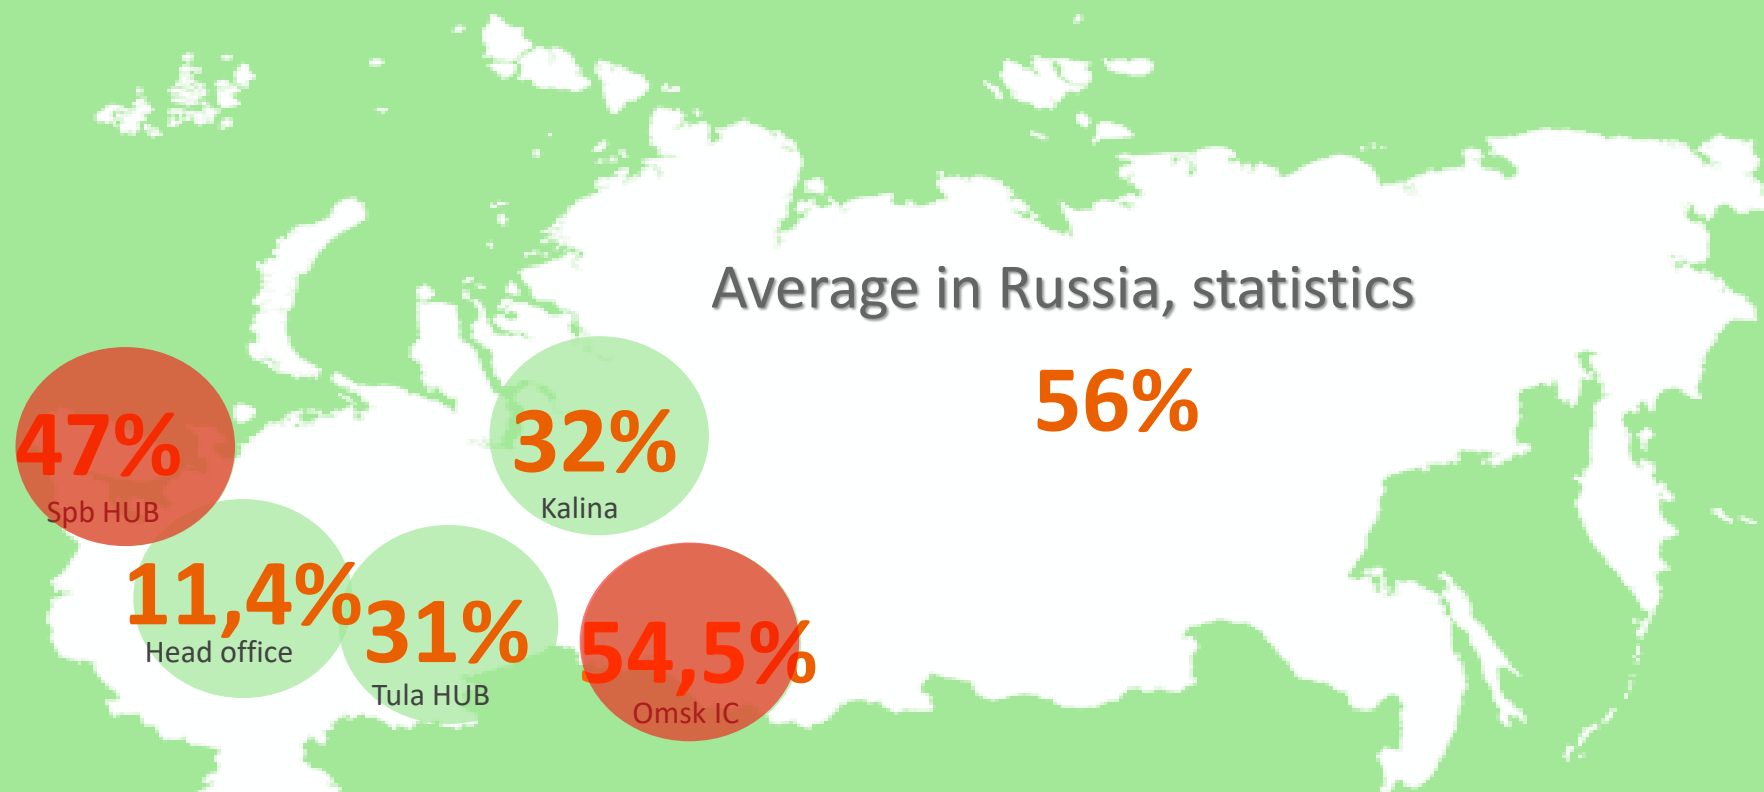 Average in Russia, statistics
56%
47%
Spb HUB
32%
Kalina
11,4%
Head office
31%
Tula HUB
54,5%
Omsk IC